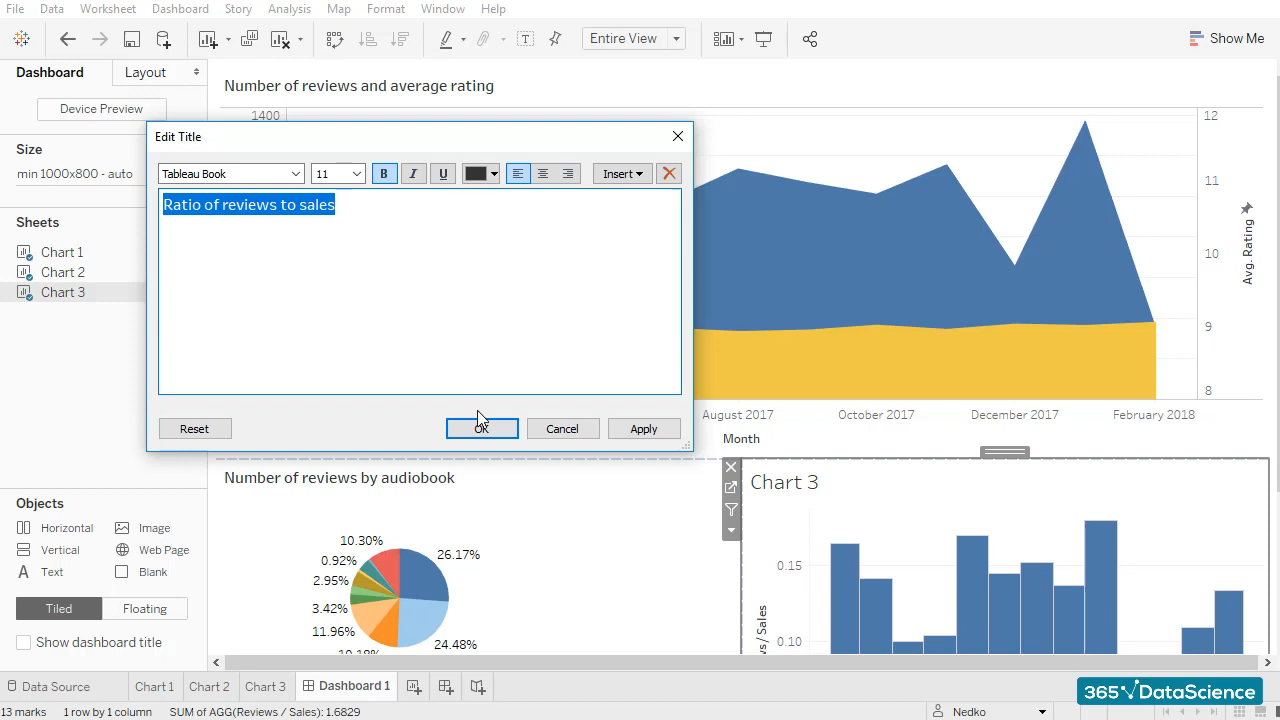 File Data Worksheet Dashboard Story Analysis Map Format Window Help
Entire View
Show Me
Dashboard Layout
Device Preview
Size
min 1000x800 - auto
Sheets
Chart 1
Chart 2
Chart 3
Objects
Horizontal Image
Vertical Web Page
A Text Blank
Tiled Floating
Show dashboard title
Number of reviews and average rating
1400
12
11
10
9
8
Avg. Rating
August 2017 October 2017 December 2017 February 2018
Month
Edit Title
Tableau Book 11 B I U Insert
Ratio of reviews to sales
Reset OK Cancel Apply
Number of reviews by audiobook
10.30%
26.17%
0.92%
2.95%
3.42%
11.96%
24.48%
10.18%
Chart 3
0.15
0.10
ws / Sales
Data Source Chart 1 Chart 2 Chart 3 Dashboard 1
365 DataScience
13 marks 1 row by 1 column SUM of AGG(Reviews / Sales): 1.6829 Nedko